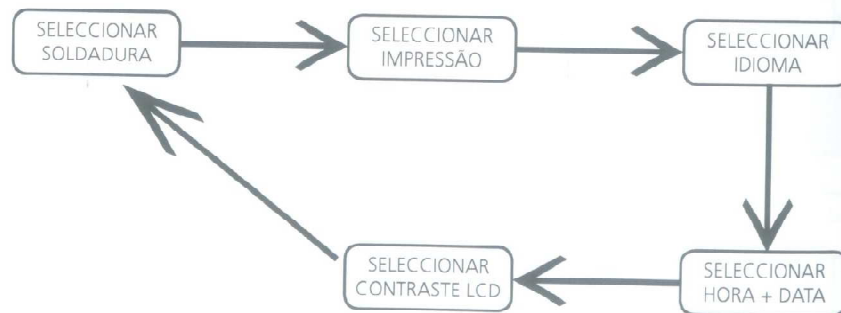 SELECCIONAR
SOLDADURA
SELECCIONAR
IMPRESSÃO
SELECCIONAR
IDIOMA
SELECCIONAR
HORA + DATA
SELECCIONAR
CONTRASTE LCD